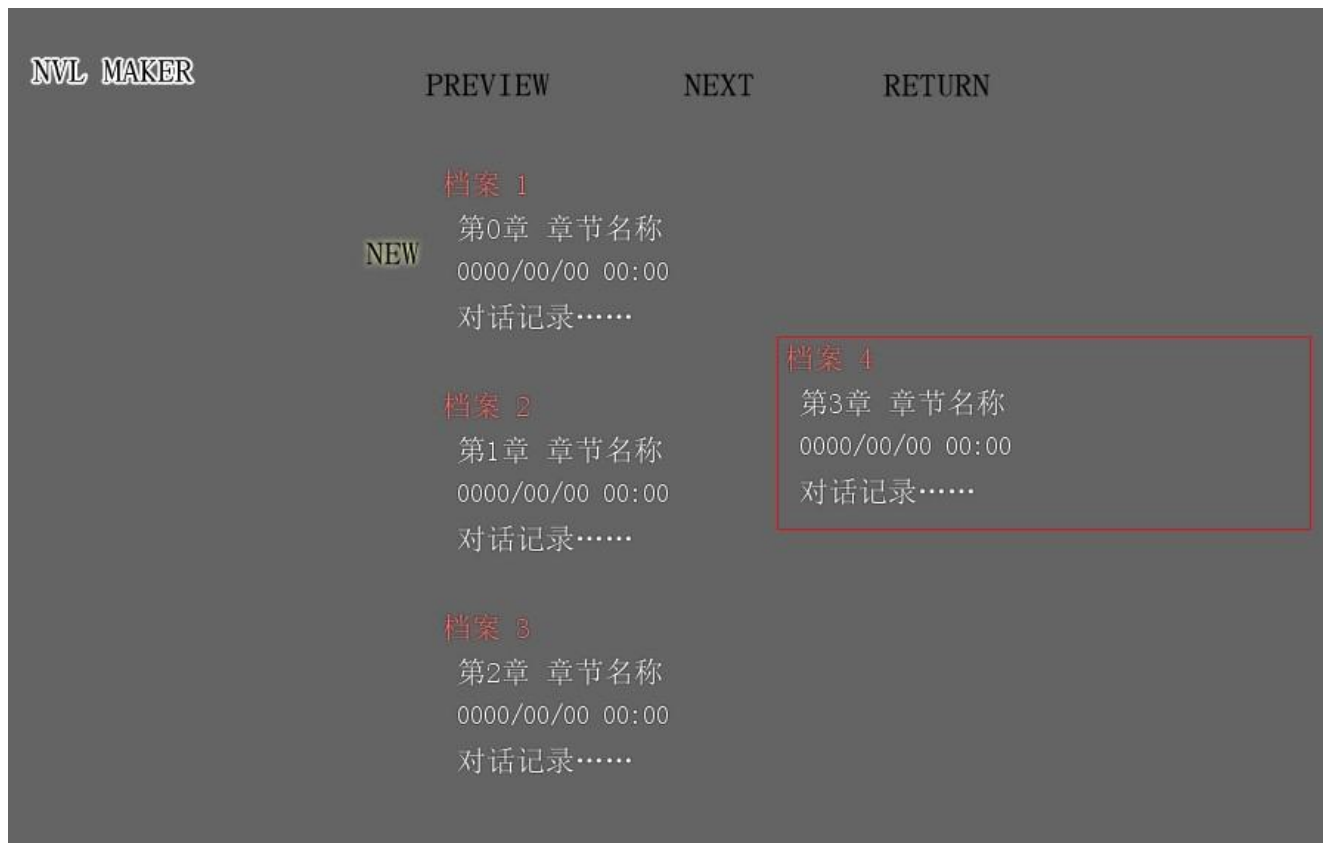 NVL MAKER
PREVIEW
NEXT
RETURN
档案 1
第0章 章节名称
NEW
0000/00/00 00:00
对话记录……
档案 2
第1章 章节名称
0000/00/00 00:00
对话记录……
档案 3
第2章 章节名称
0000/00/00 00:00
对话记录……
档案 4
第3章 章节名称
0000/00/00 00:00
对话记录……